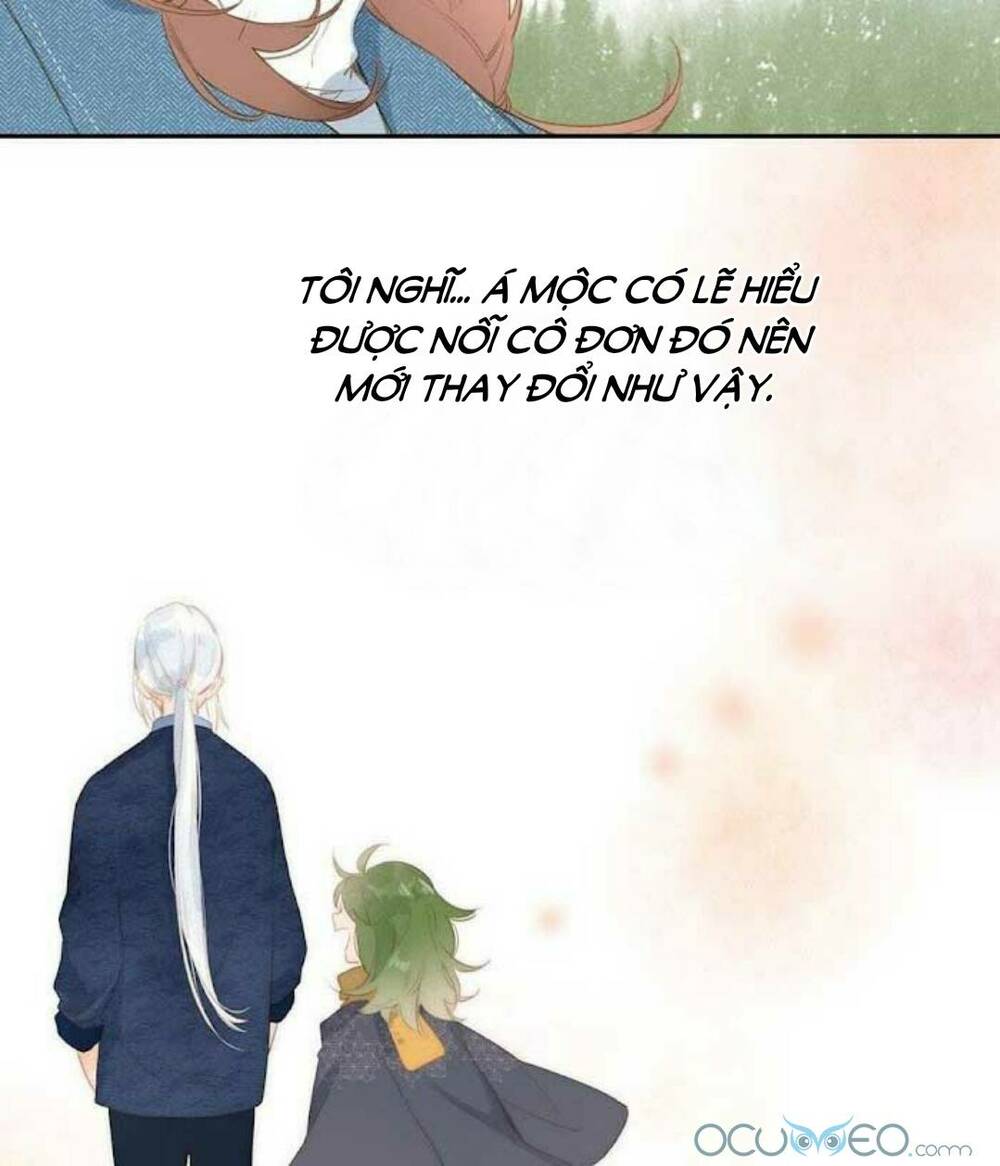 TÔI NGHĨ... Á MỘC CÓ LẼ HIỂU
ĐƯỢC NỖI CÔ ĐƠN ĐÓ NÊN
MỚI THAY ĐỔI NHƯ VẬY.
OCUMEO.com